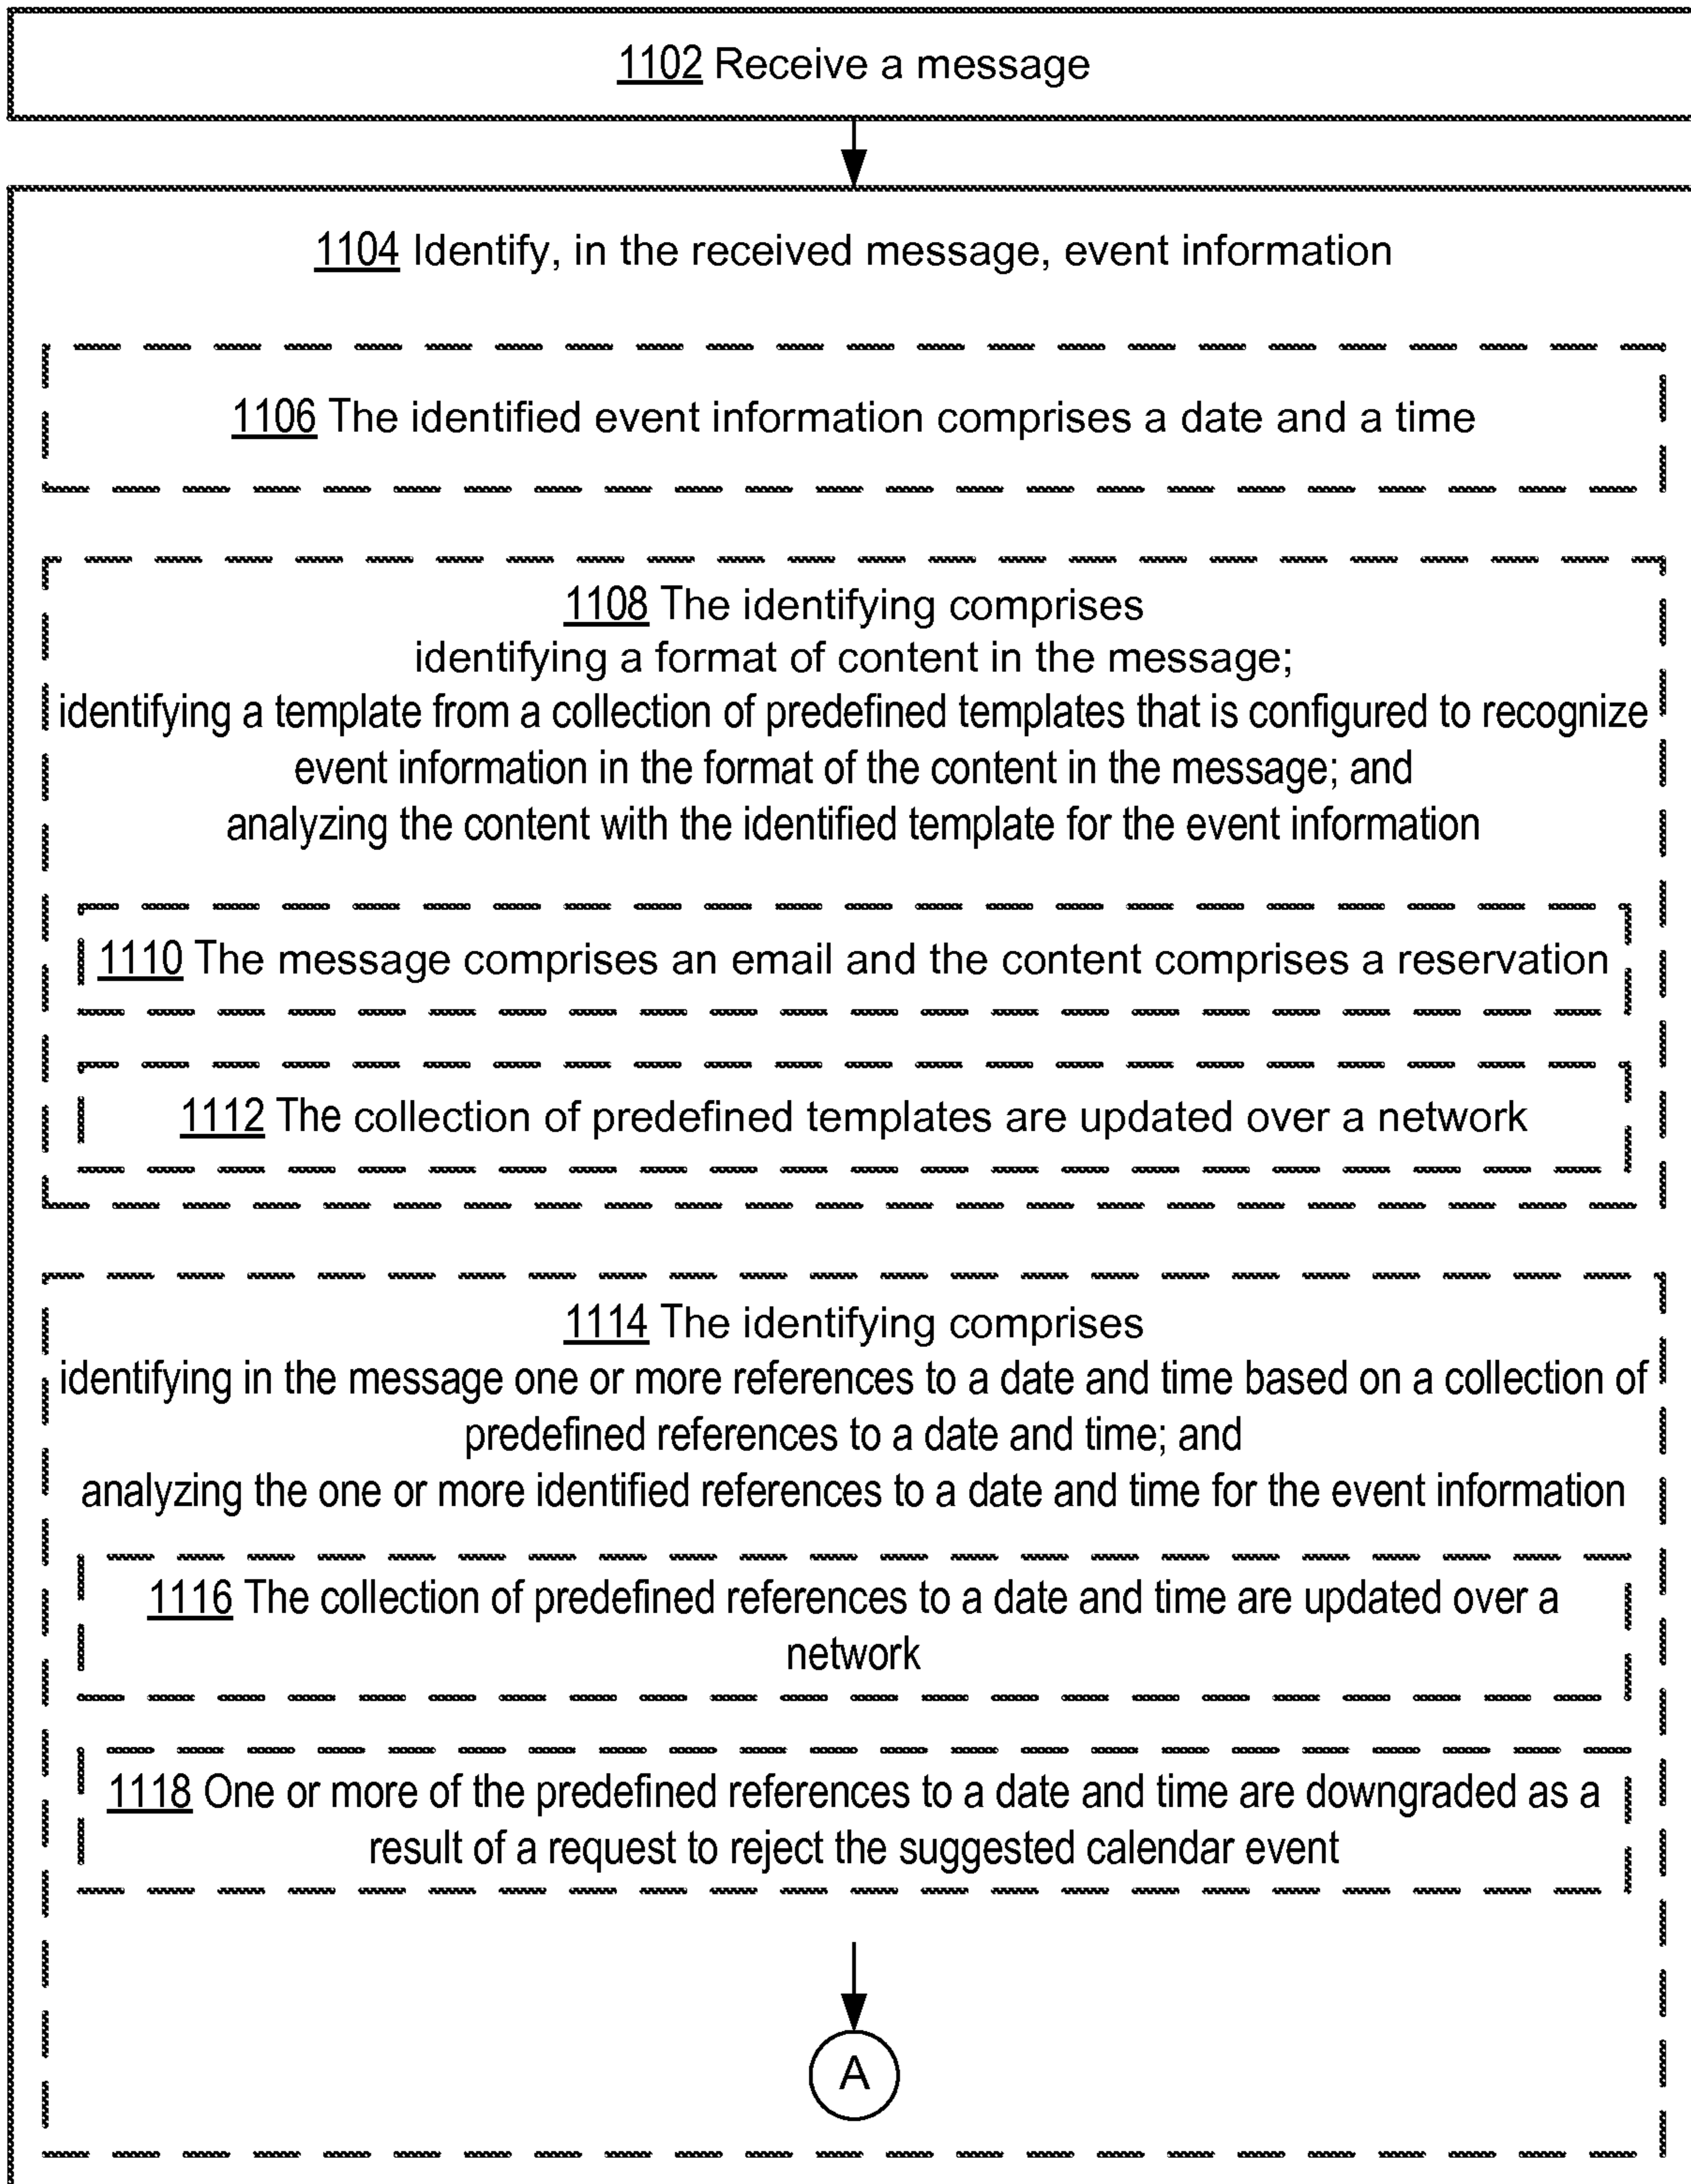 1102 Receive a message
1104 Identify, in the received message, event information
1106 The identified event information comprises a date and a time
1108 The identifying comprises
identifying a format of content in the message;
identifying a template from a collection of predefined templates that is configured to recognize
event information in the format of the content in the message; and
analyzing the content with the identified template for the event information
1110 The message comprises an email and the content comprises a reservation
1112 The collection of predefined templates are updated over a network
1114 The identifying comprises
identifying in the message one or more references to a date and time based on a collection of
predefined references to a date and time; and
analyzing the one or more identified references to a date and time for the event information
1116 The collection of predefined references to a date and time are updated over a
network
1118 One or more of the predefined references to a date and time are downgraded as a
result of a request to reject the suggested calendar event
A